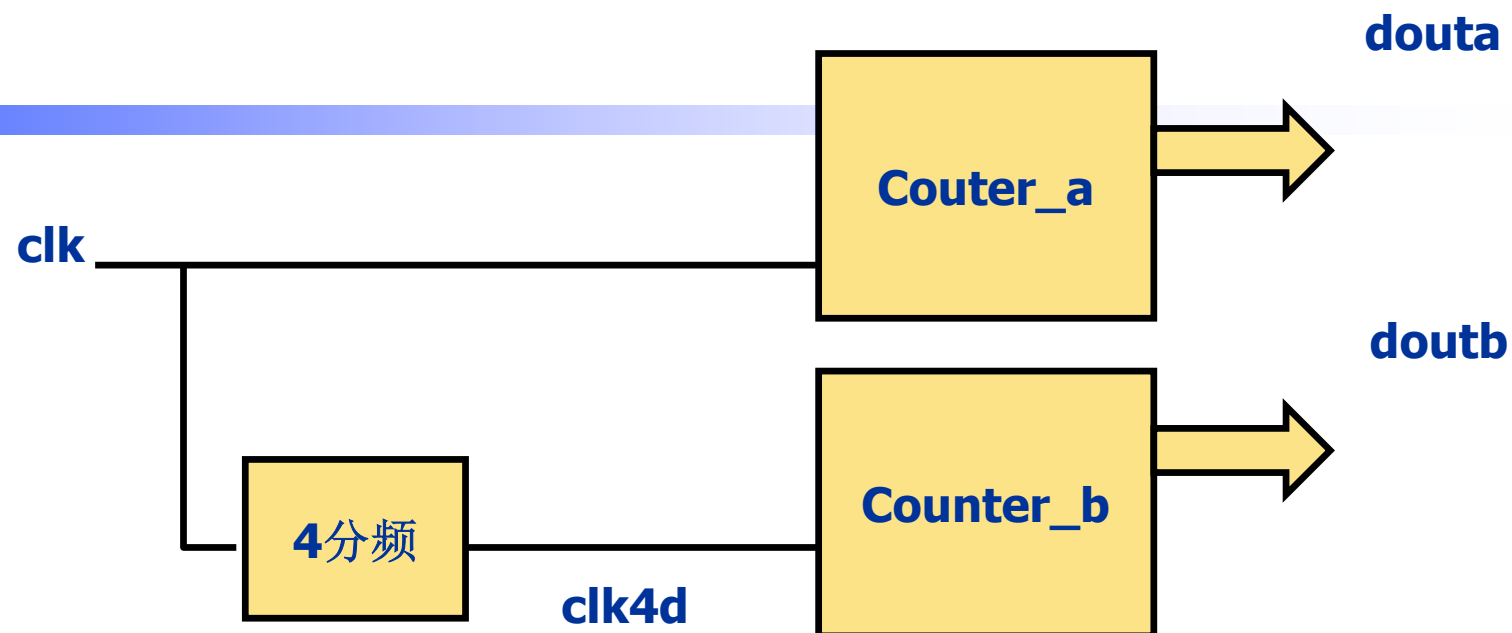 douta
Couter_a
clk
doutb
Counter_b
4分频
clk4d